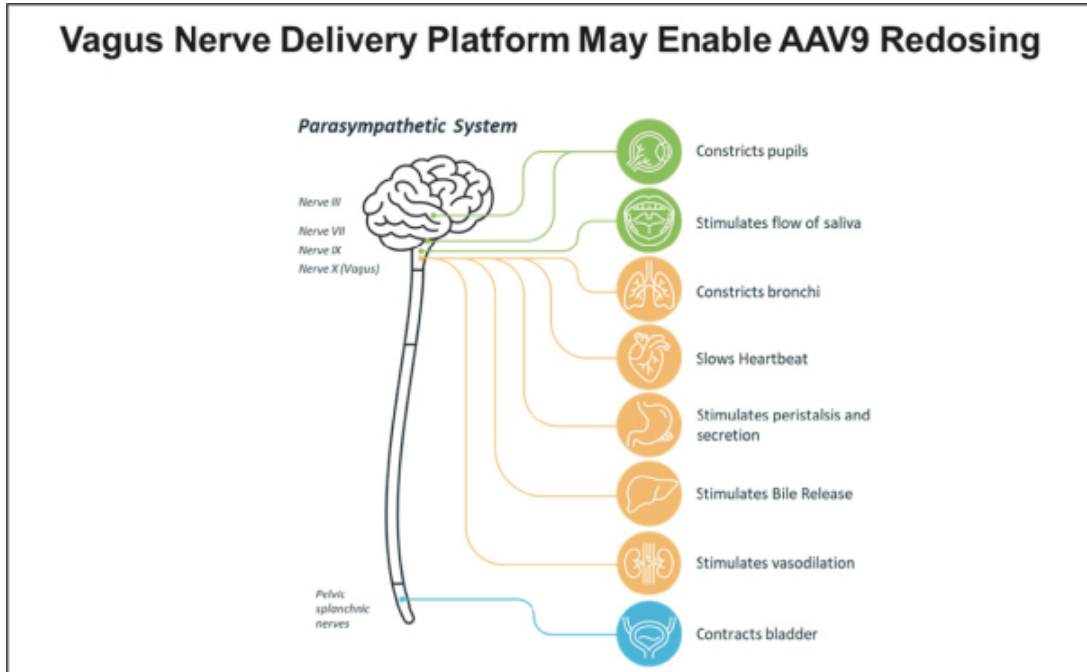 Vagus Nerve Delivery Platform May Enable AAV9 Redosing
Parasympathetic System
Nerve III
Nerve VII
Nerve IX
Nerve X (Vagus)
Pelvic
splanchnic
nerves
Constricts pupils
Stimulates flow of saliva
Constricts bronchi
Slows Heartbeat
Stimulates peristalsis and
secretion
Stimulates Bile Release
Stimulates vasodilation
Contracts bladder